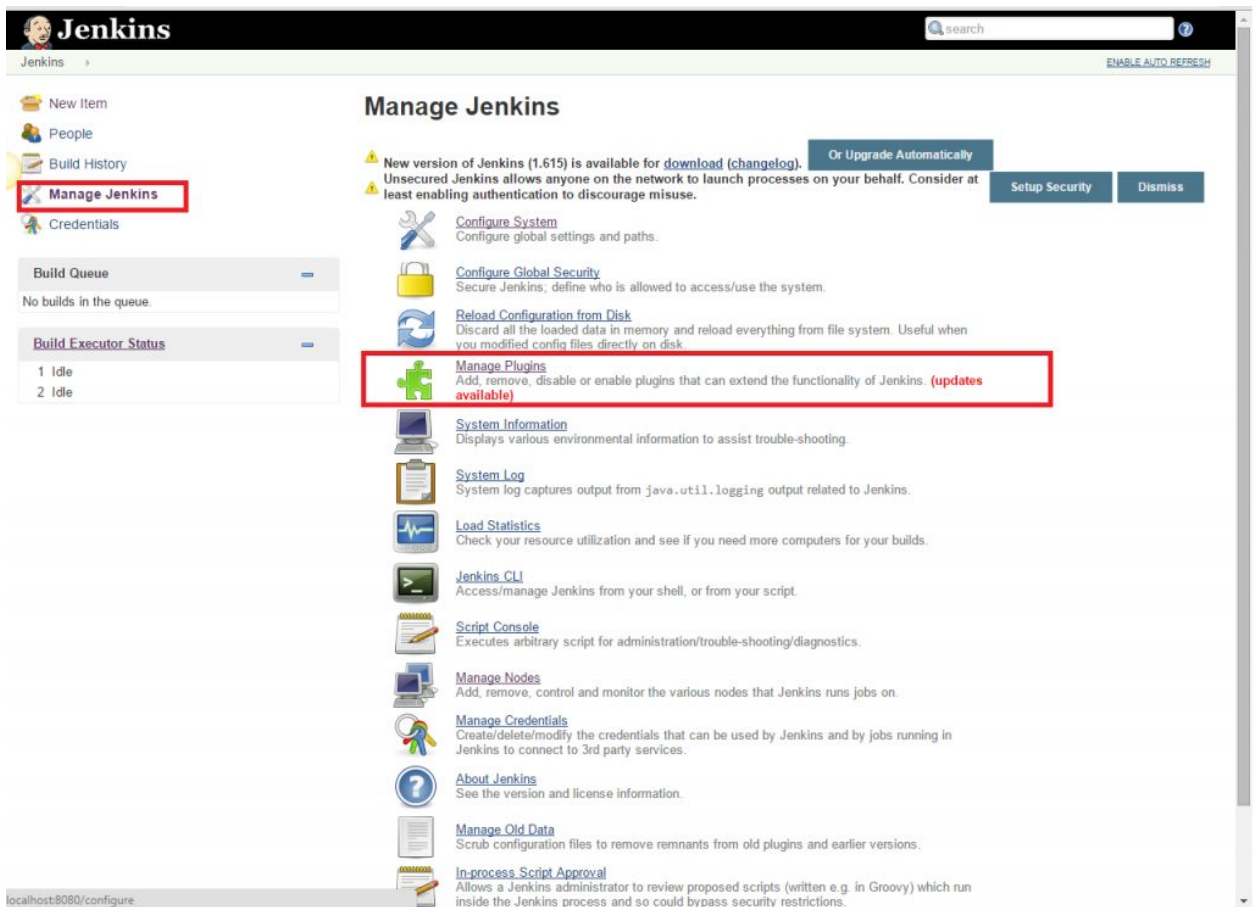 Jenkins
search
Jenkins
ENABLE AUTO REFRESH
New Item
People
Build History
Manage Jenkins
Credentials
Build Queue
No builds in the queue.
Build Executor Status
1 Idle
2 Idle
Manage Jenkins
New version of Jenkins (1.615) is available for download (changelog).
Or Upgrade Automatically
Unsecured Jenkins allows anyone on the network to launch processes on your behalf. Consider at
least enabling authentication to discourage misuse.
Setup Security
Dismiss
Configure System
Configure global settings and paths.
Configure Global Security
Secure Jenkins; define who is allowed to access/use the system.
Reload Configuration from Disk
Discard all the loaded data in memory and reload everything from file system. Useful when
you modified config files directly on disk.
Manage Plugins
Add, remove, disable or enable plugins that can extend the functionality of Jenkins. (updates
available)
System Information
Displays various environmental information to assist trouble-shooting.
System Log
System log captures output from java.util.logging output related to Jenkins.
Load Statistics
Check your resource utilization and see if you need more computers for your builds.
Jenkins CLI
Access/manage Jenkins from your shell, or from your script.
Script Console
Executes arbitrary script for administration/trouble-shooting/diagnostics.
Manage Nodes
Add, remove, control and monitor the various nodes that Jenkins runs jobs on.
Manage Credentials
Create/delete/modify the credentials that can be used by Jenkins and by jobs running in
Jenkins to connect to 3rd party services.
About Jenkins
See the version and license information.
Manage Old Data
Scrub configuration files to remove remnants from old plugins and earlier versions.
In-process Script Approval
Allows a Jenkins administrator to review proposed scripts (written e.g. in Groovy) which run
inside the Jenkins process and so could bypass security restrictions.
localhost:8080/configure